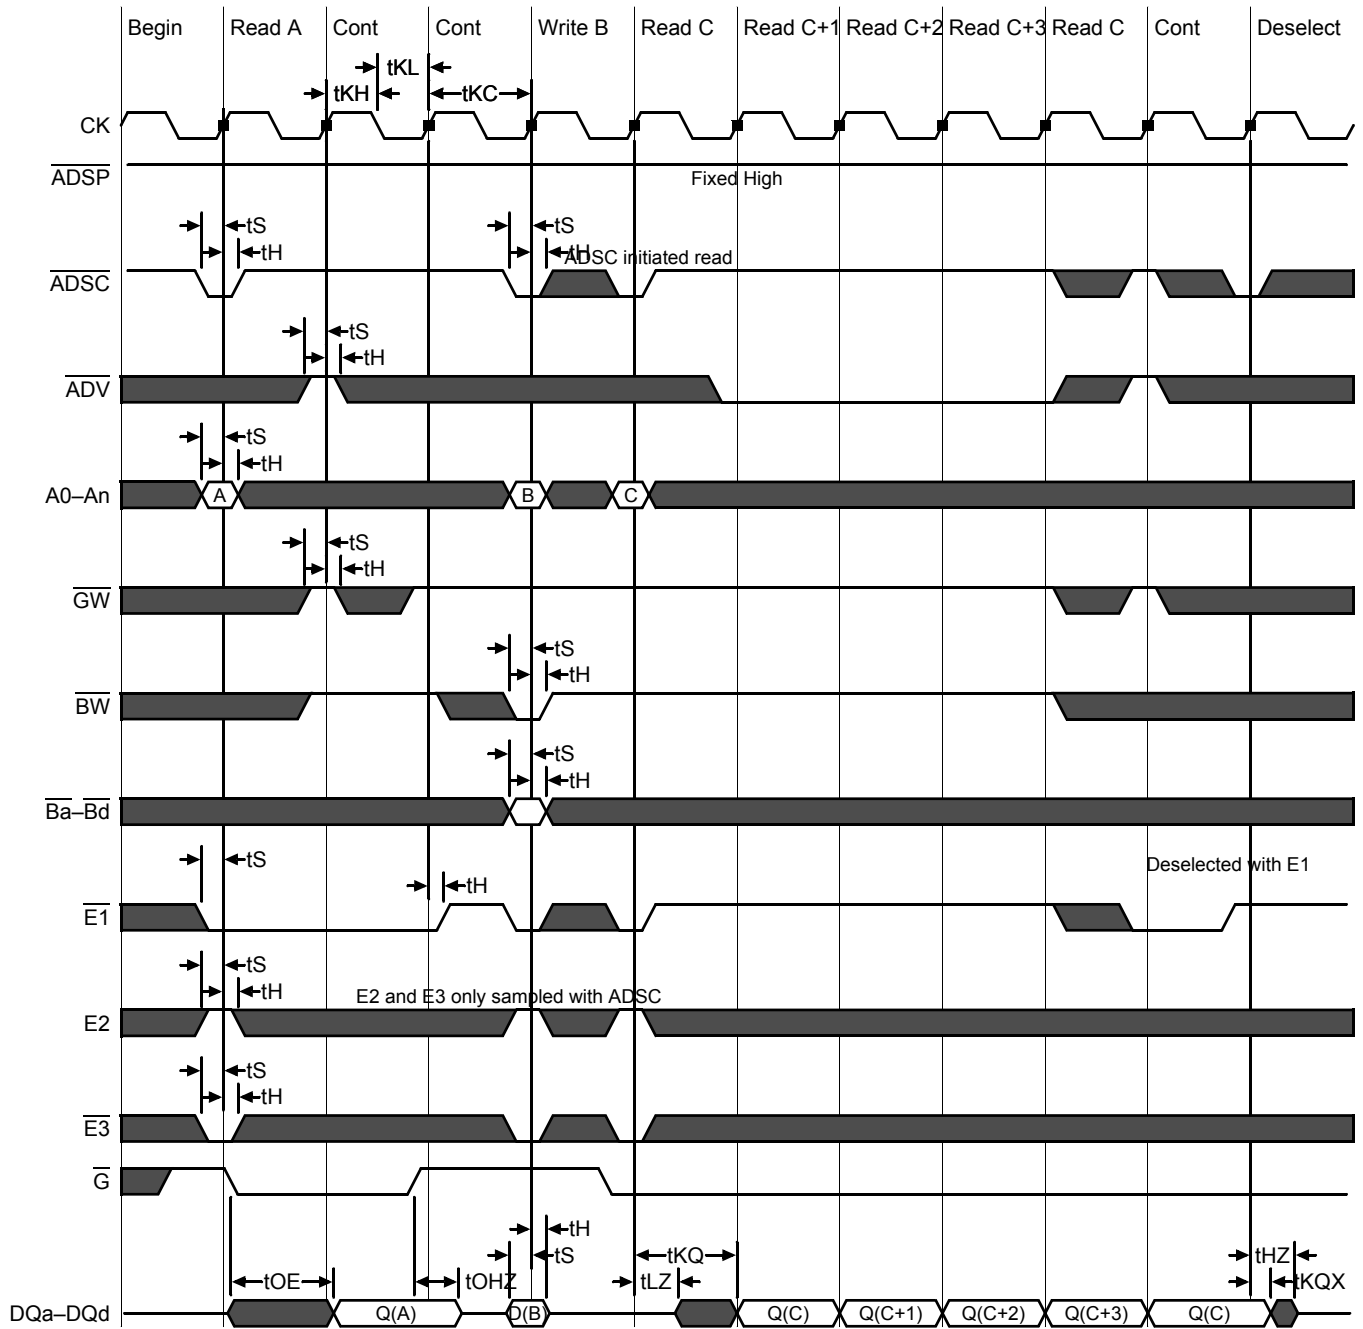 Begin Read A Cont Cont Write B Read C Read C+1 Read C+2 Read C+3 Read C Cont Deselect
tKL
tKH tKC
CK
ADSP
Fixed High
tS tS
tH tH
ADSC initiated read
ADSC
tS
tH
ADV
tS
tH
A0–An A B C
tS
tH
GW
tS
tH
BW
tS
tH
Ba–Bd
tS
Deselected with E1
tH
E1
tS
tH
E2 and E3 only sampled with ADSC
E2
tS
tH
E3
G
tH
tS tKQ tHZ
tOE tOHZ tLZ tKQX
DQa–DQd Q(A) D(B) Q(C) Q(C+1) Q(C+2) Q(C+3) Q(C)